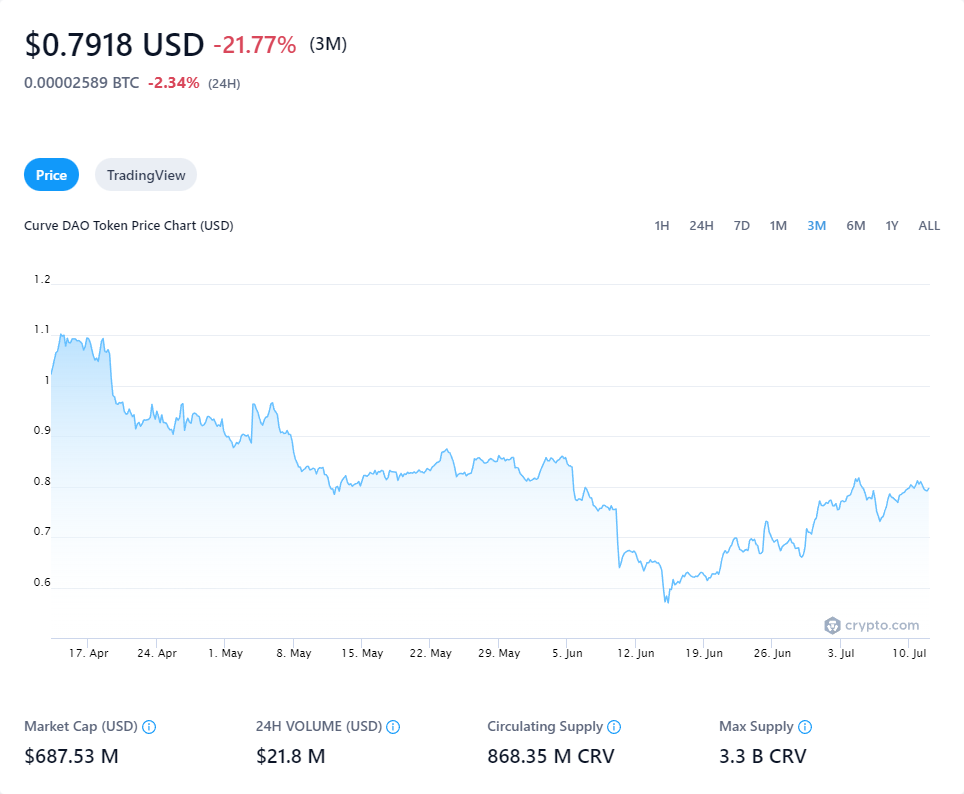 $0.7918 USD -21.77% (3M)
0.00002589 BTC -2.34% (24H)
Price TradingView
Curve DAO Token Price Chart (USD) 1H 24H 7D 1M 3M 6M 1Y ALL
1.2
1.1
1
0.9
0.8
0.7
0.6
crypto.com
17. Apr 24. Apr 1. May 8. May 15. May 22. May 29. May 5. Jun 12. Jun 19. Jun 26. Jun 3. Jul 10. Jul
Market Cap (USD) 24H VOLUME (USD) Circulating Supply Max Supply
$687.53 M $21.8 M 868.35 M CRV 3.3 B CRV